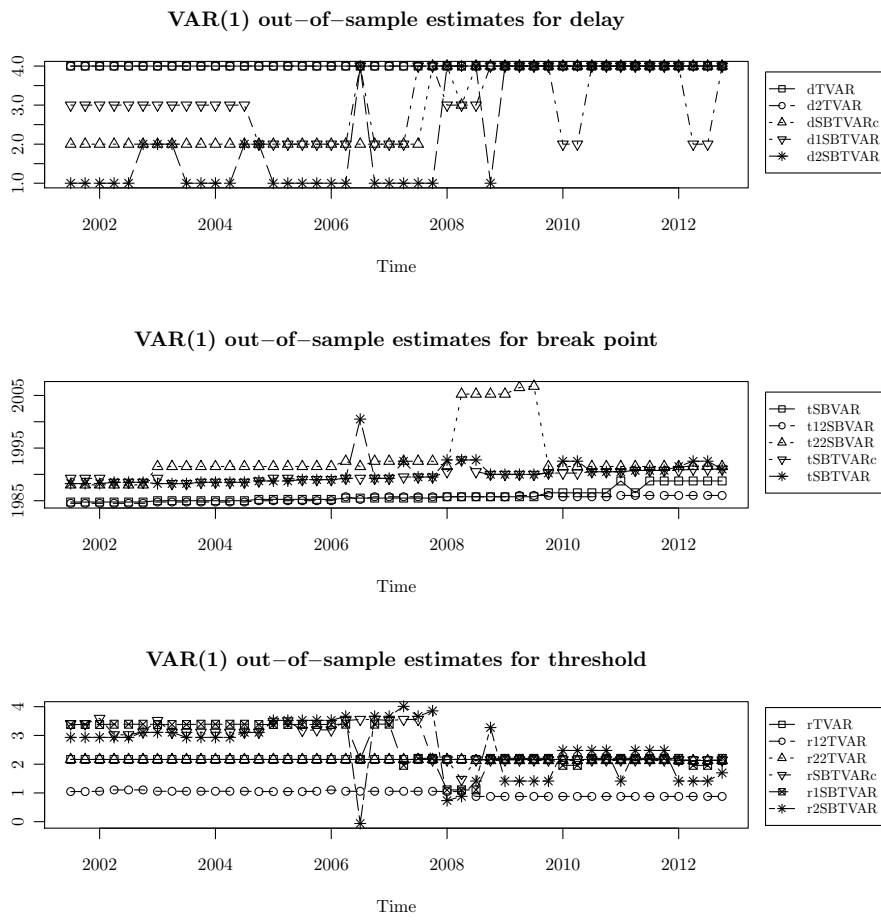 VAR(1) out−of−sample estimates for delay
4.0
3.0
2.0
1.0
dTVAR
d2TVAR
dSBTVARc
d1SBTVAR
d2SBTVAR
2002 2004 2006 2008 2010 2012
Time
VAR(1) out−of−sample estimates for break point
2005
1995
1985
tSBVAR
t12SBVAR
t22SBVAR
tSBTVARc
tSBTVAR
2002 2004 2006 2008 2010 2012
Time
VAR(1) out−of−sample estimates for threshold
4
3
2
1
0
rTVAR
r12TVAR
r22TVAR
rSBTVARc
r1SBTVAR
r2SBTVAR
2002 2004 2006 2008 2010 2012
Time